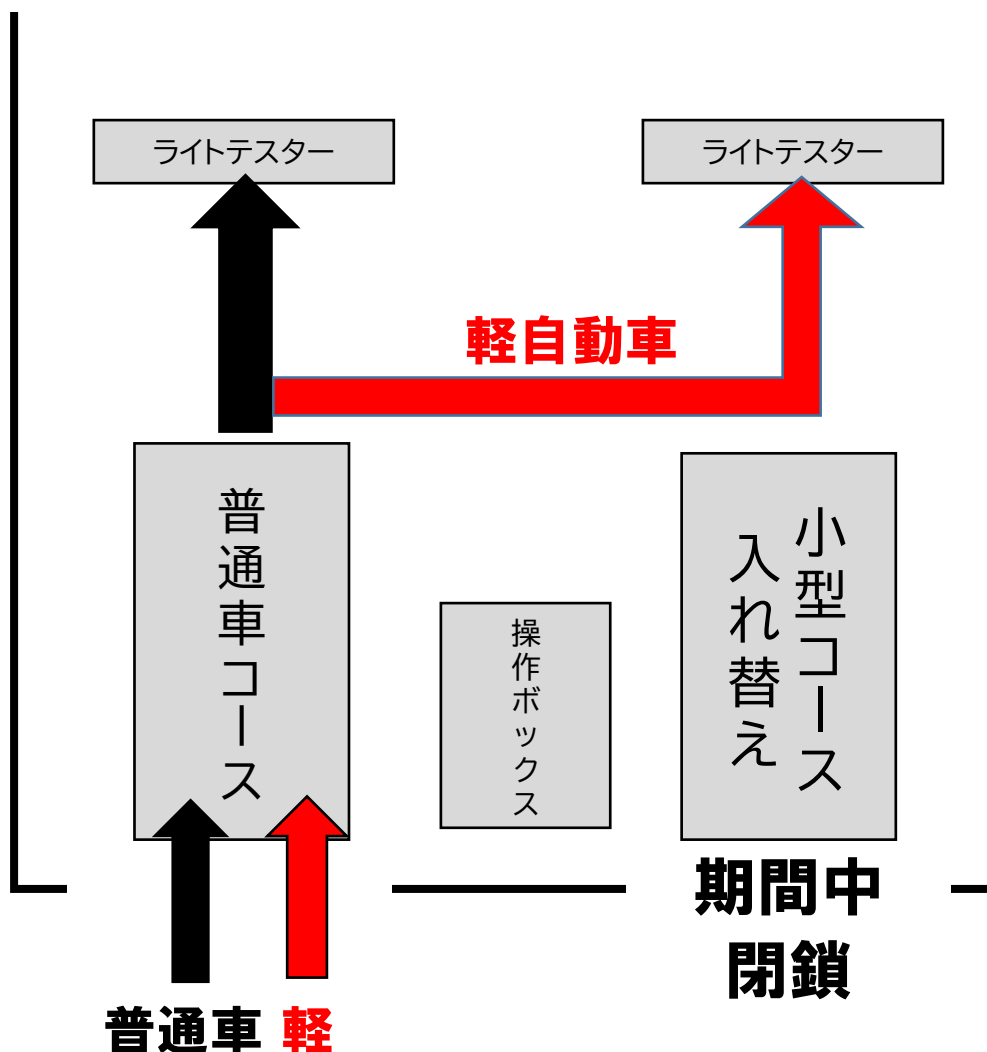 ライトテスター
ライトテスター
軽自動車
普通車コース
操作ボックス
小型コース
入れ替え
期間中
閉鎖
普通車
軽